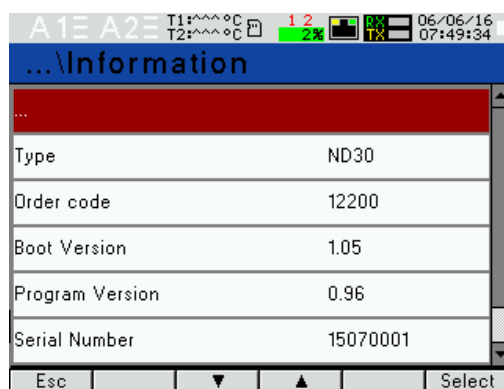 A1 A2 T1:^^^°C 1 2 RX 06/06/16
T2:^^^°C 2% TX 07:49:34
...\Information
...
Type ND30
Order code 12200
Boot Version 1.05
Program Version 0.96
Serial Number 15070001
Esc ▼ ▲ Select